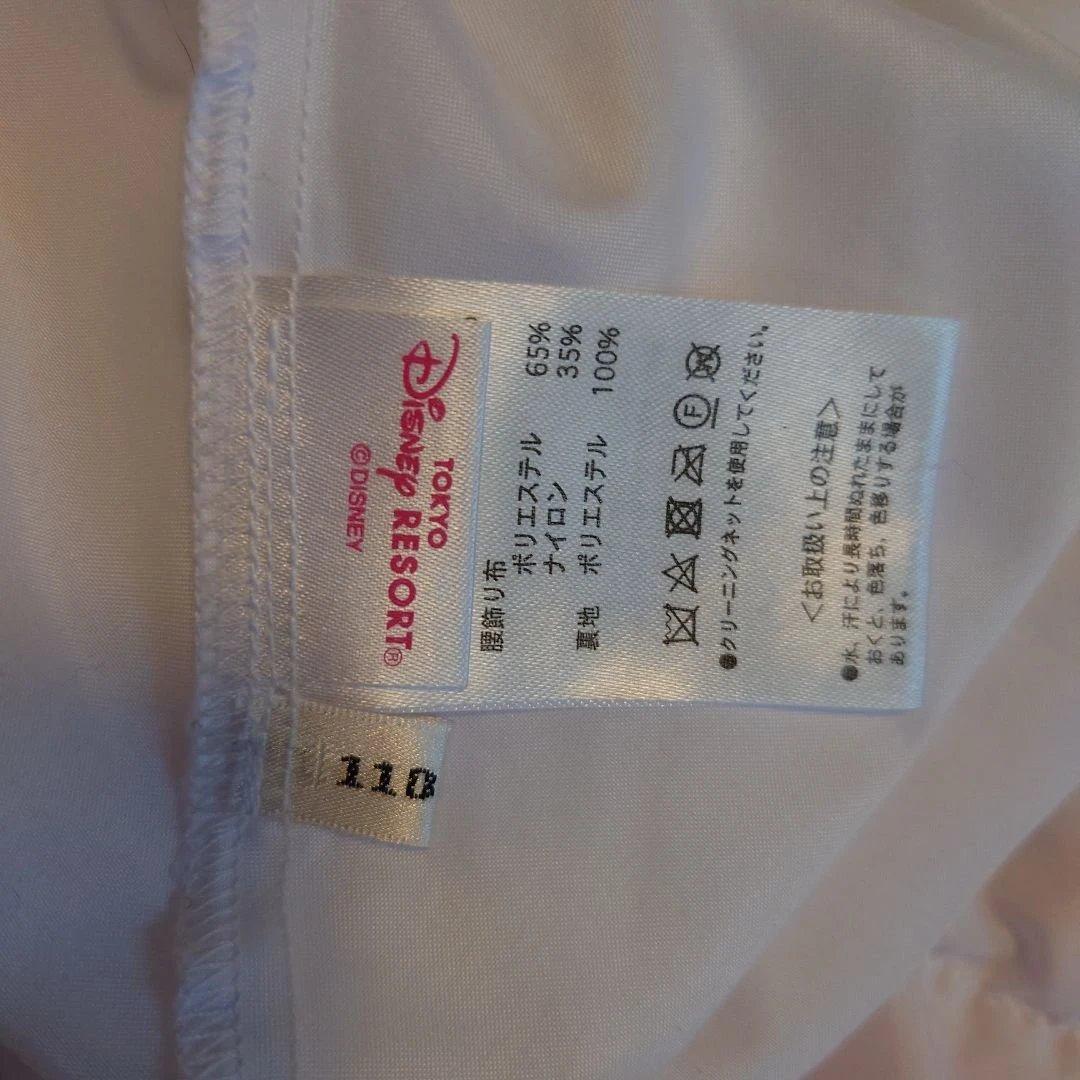 TOKYO
Disney RESORT®
©DISNEY
腰飾り布
ポリエステル 65%
ナイロン 35%
裏地 ポリエステル 100%
F
W
●クリーニングネットを使用してください。
<お取扱い上の注意>
●水、汗により長時間ぬれたままにして
おくと、色落ち、色移りする場合が
あります。
110